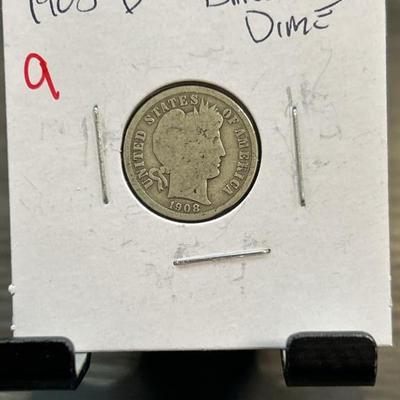 1908 D
DIME
9
UNITED STATES OF AMERICA
1908